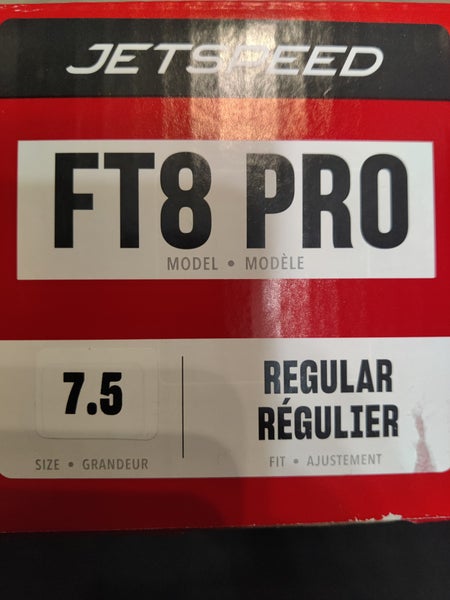 JETSPEED
FT8 PRO
MODEL • MODÈLE
7.5
SIZE • GRANDEUR
REGULAR
RÉGULIER
FIT • AJUSTEMENT